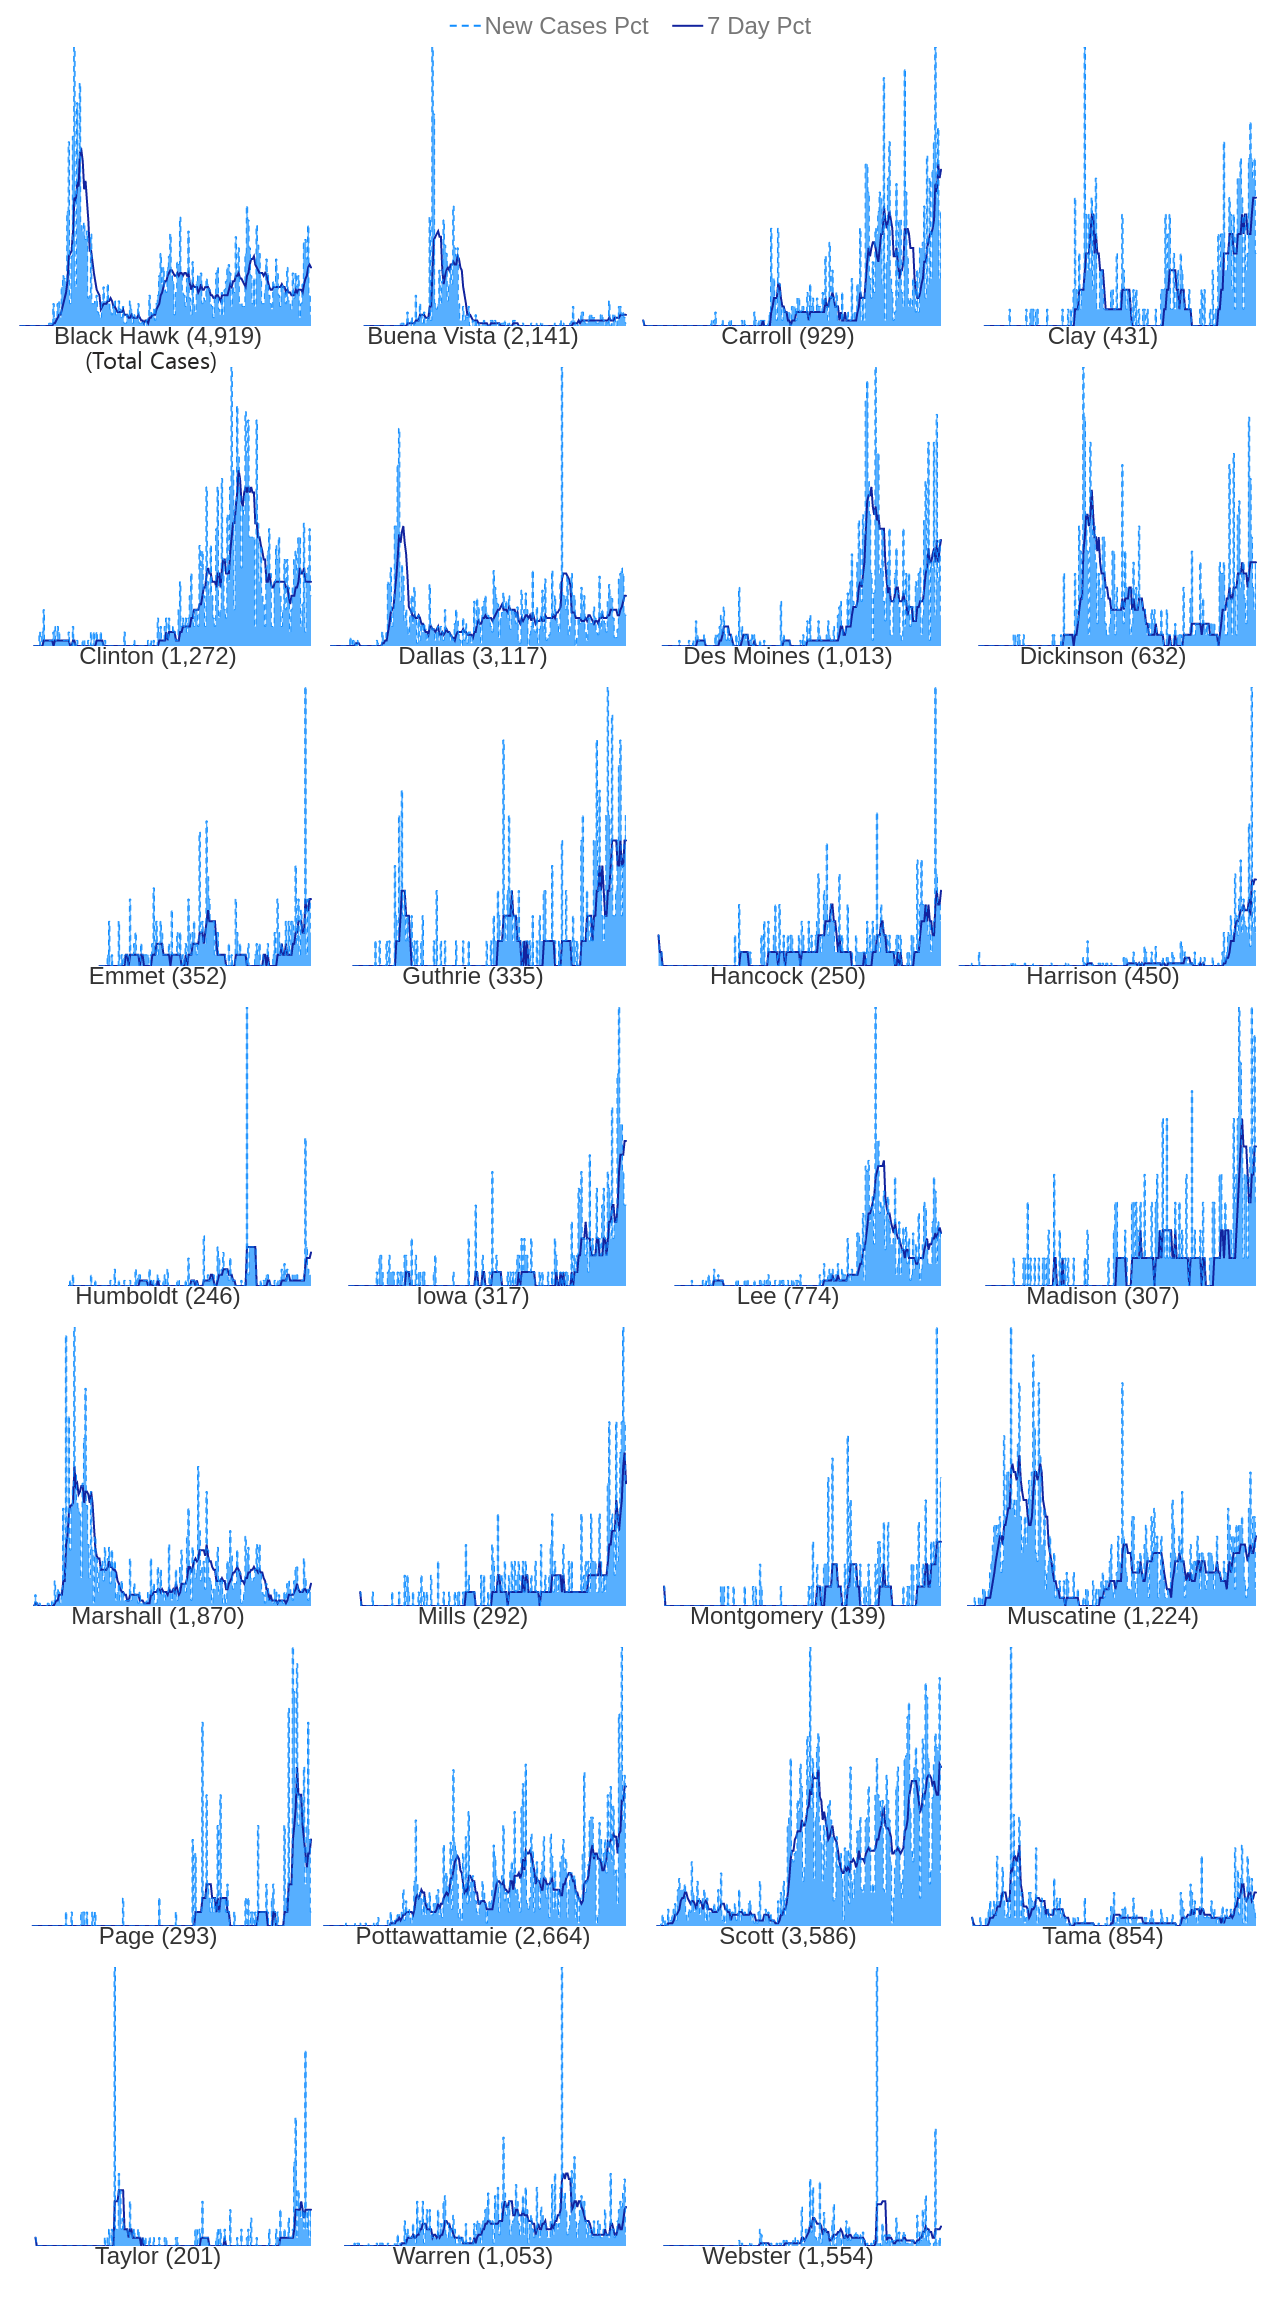 New Cases Pct 7 Day Pct
Black Hawk (4,919) Buena Vista (2,141) Carroll (929) Clay (431)
(Total Cases)
Clinton (1,272) Dallas (3,117) Des Moines (1,013) Dickinson (632)
Emmet (352) Guthrie (335) Hancock (250) Harrison (450)
Humboldt (246) Iowa (317) Lee (774) Madison (307)
Marshall (1,870) Mills (292) Montgomery (139) Muscatine (1,224)
Page (293) Pottawattamie (2,664) Scott (3,586) Tama (854)
Taylor (201) Warren (1,053) Webster (1,554)